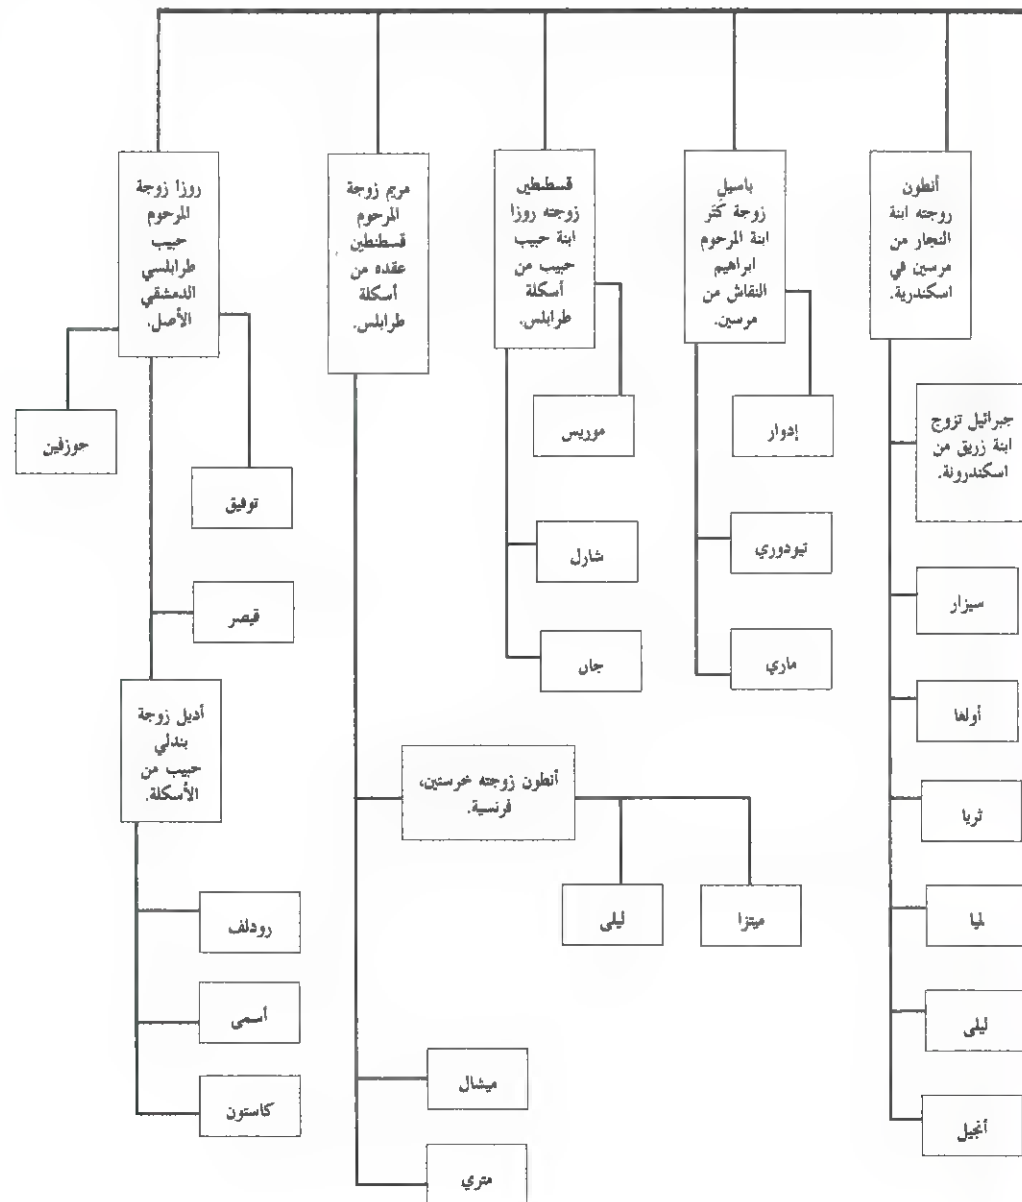 أنطون
روجته ابنة
النجار من
مرسين في
اسكندرية.
باسيل
زوجة كتر
ابنة المرحوم
ابراهيم
النقاش من
مرسين.
قسطنطين
زوجته روزا
ابنة حبيب
حبيب من
أسكلة
طرابلس.
مريم زوجة
المرحوم
قسطنطين
عقده من
أسكلة
طرابلس.
روزا زوجة
المرحوم
حبيب
طرابلسي
الدمشقي
الأصل.
جبرائيل تزوج
ابنة زريق من
اسكندرونة.
سيزار
أولغا
ثريا
لميا
ليلى
أنجيل
إدوار
تيودوري
ماري
موريس
شارل
جان
أنطون زوجته خرستين،
فرنسية.
ميتزا
ليلى
ميشال
متري
توفيق
جوزفين
قيصر
أديل زوجة
بندلي
حبيب من
الأسكلة.
رودلف
أسمى
كاستون